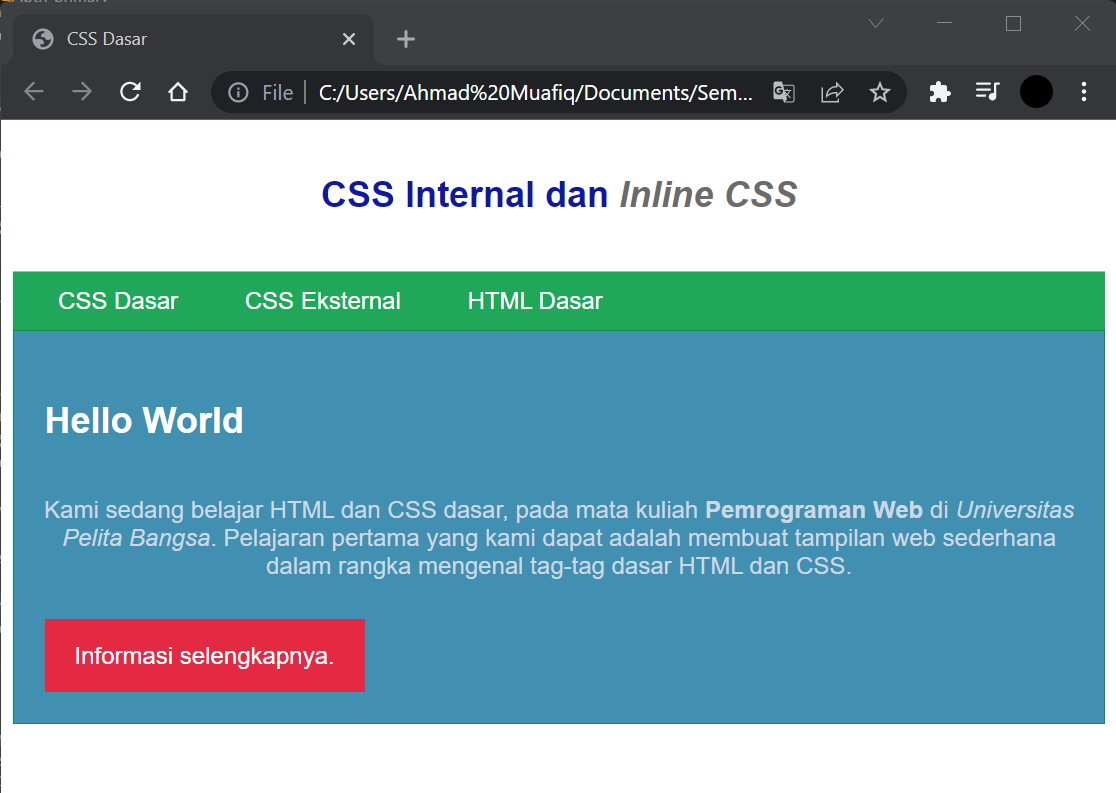 CSS Dasar
File
C:/Users/Ahmad%20Muafiq/Documents/Sem...
CSS Internal dan Inline CSS
CSS Dasar CSS Eksternal HTML Dasar
Hello World
Kami sedang belajar HTML dan CSS dasar, pada mata kuliah Pemrograman Web di Universitas
Pelita Bangsa. Pelajaran pertama yang kami dapat adalah membuat tampilan web sederhana
dalam rangka mengenal tag-tag dasar HTML dan CSS.
Informasi selengkapnya.